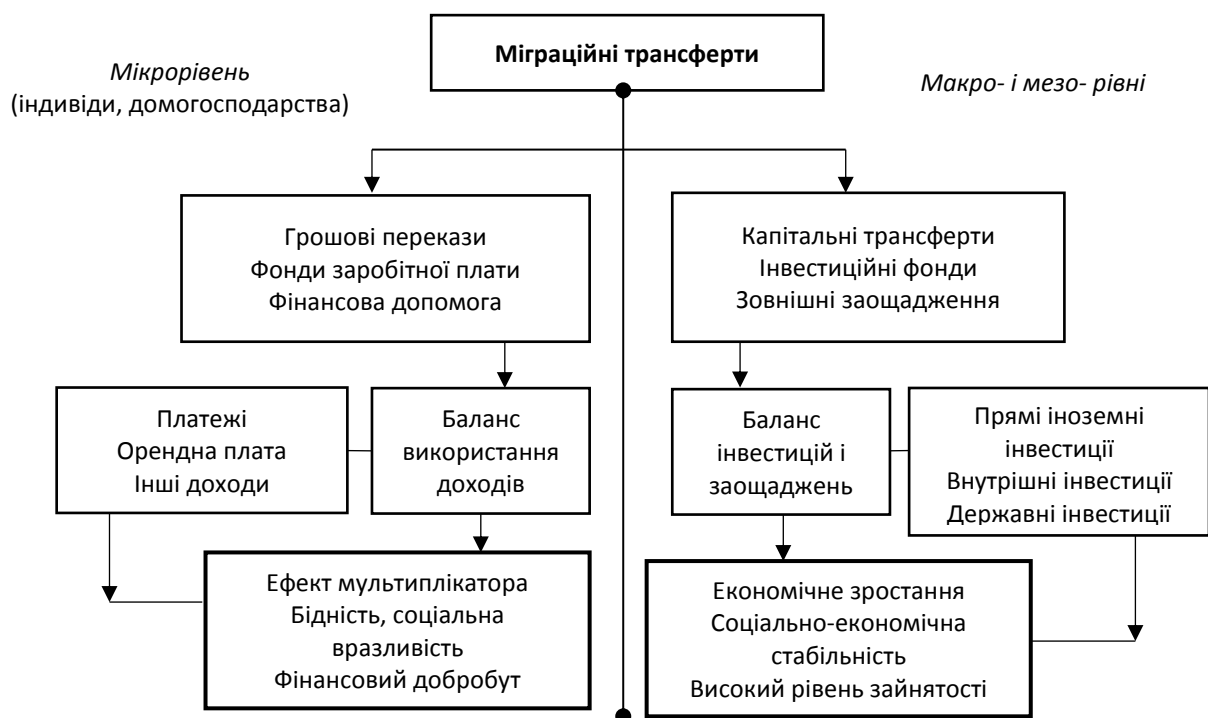 Міграційні трансферти
Мікрорівень
(індивіди, домогосподарства)
Макро- і мезо- рівні
Грошові перекази
Фонди заробітної плати
Фінансова допомога
Капітальні трансферти
Інвестиційні фонди
Зовнішні заощадження
Платежі
Орендна плата
Інші доходи
Баланс
використання
доходів
Баланс
інвестицій і
заощаджень
Прямі іноземні
інвестиції
Внутрішні інвестиції
Державні інвестиції
Ефект мультиплікатора
Бідність, соціальна
вразливість
Фінансовий добробут
Економічне зростання
Соціально-економічна
стабільність
Високий рівень зайнятості